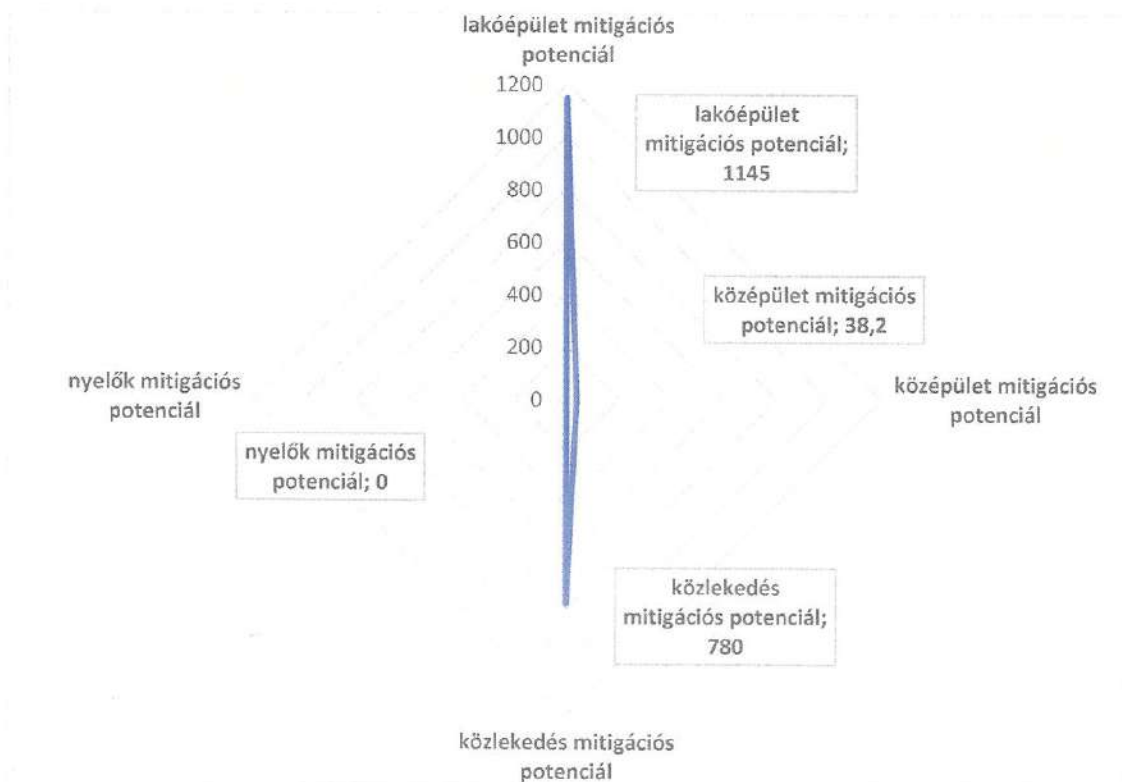 lakóépület mitigációs
potenciál
1200
1000
800
600
400
200
0
lakóépület
mitigációs potenciál;
1145
középület mitigációs
potenciál; 38,2
nyelők mitigációs
potenciál
középület mitigációs
potenciál
nyelők mitigációs
potenciál; 0
közlekedés
mitigációs potenciál;
780
közlekedés mitigációs
potenciál